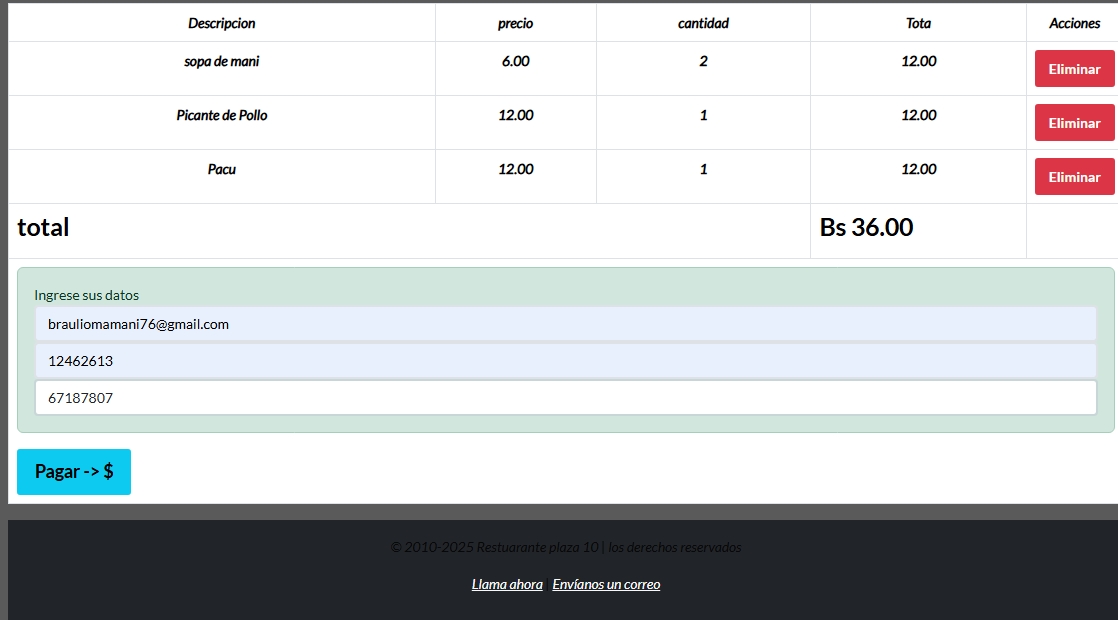 Descripcion precio cantidad Tota Acciones
sopa de mani 6.00 2 12.00 Eliminar
Picante de Pollo 12.00 1 12.00 Eliminar
Pacu 12.00 1 12.00 Eliminar
total Bs 36.00
Ingrese sus datos
brauliomamani76@gmail.com
12462613
67187807
Pagar -> $
© 2010-2025 Restuarante plaza 10 | los derechos reservados
Llama ahora | Envíanos un correo